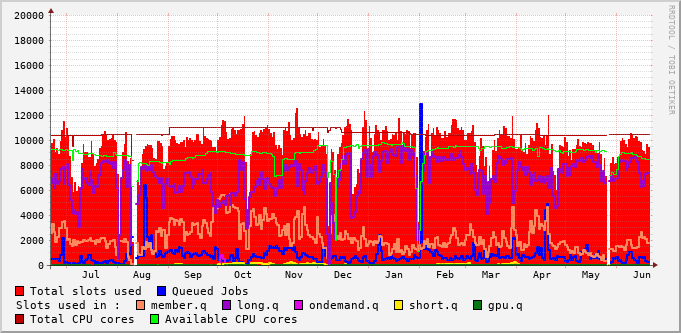 20000
18000
16000
14000
12000
10000
8000
6000
4000
2000
0
Jul Aug Sep Oct Nov Dec Jan Feb Mar Apr May Jun
Total slots used Queued Jobs
Slots used in : member.q long.q ondemand.q short.q gpu.q
Total CPU cores Available CPU cores
RRDTOOL / TOBI OETIKER